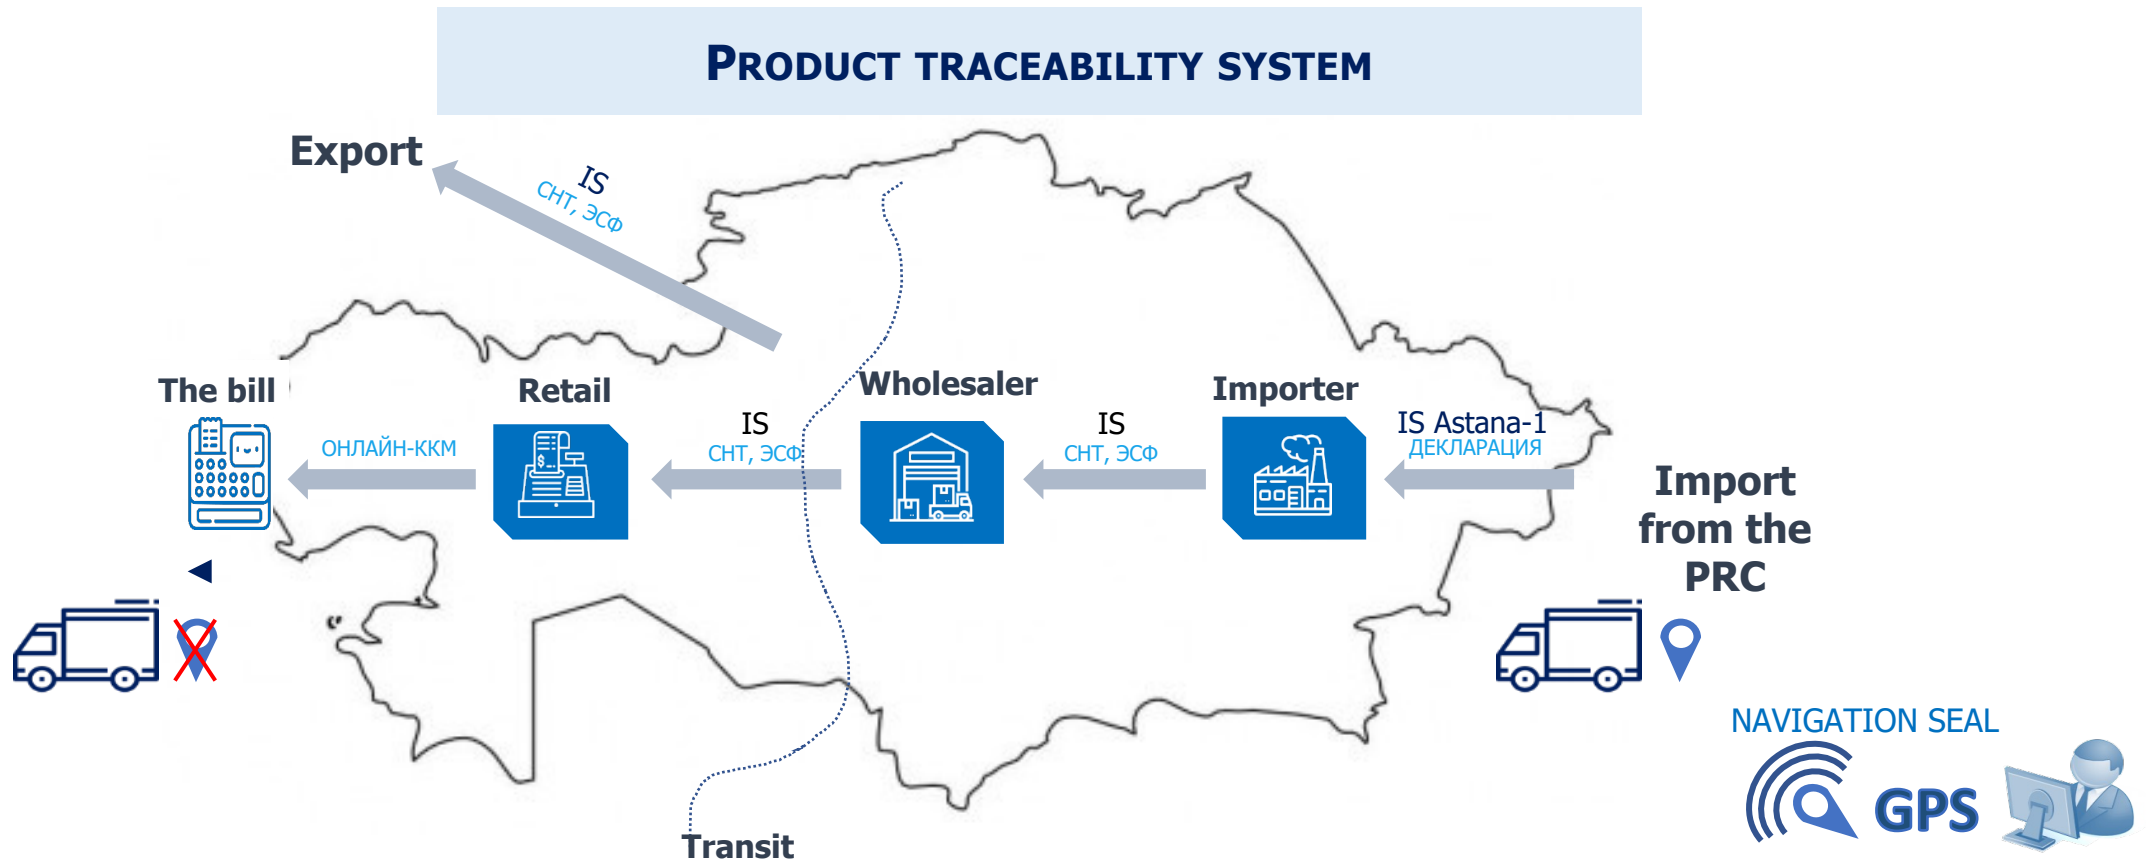 PRODUCT TRACEABILITY SYSTEM
Export
IS
СНТ, ЭСФ
The bill
Retail
Wholesaler
Importer
ОНЛАЙН-ККМ
IS
СНТ, ЭСФ
IS
СНТ, ЭСФ
IS Astana-1
ДЕКЛАРАЦИЯ
Import
from the
PRC
NAVIGATION SEAL
GPS
Transit